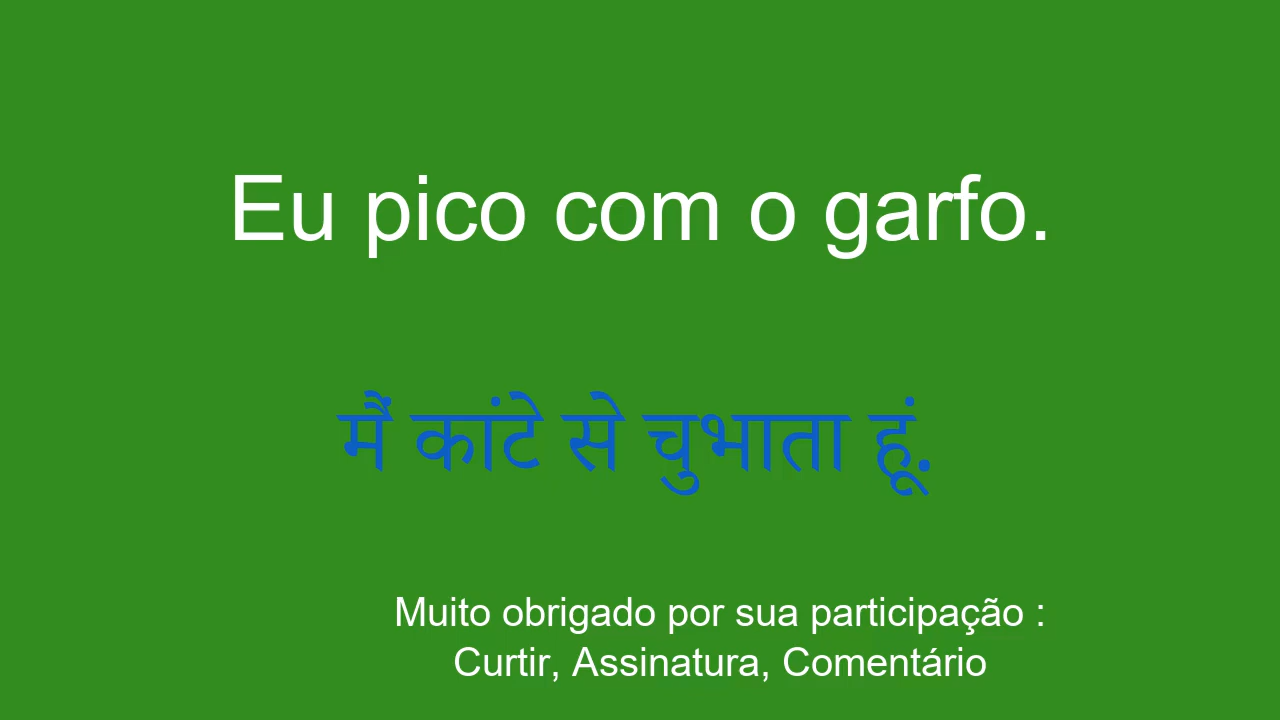 Eu pico com o garfo.
मैं कांटे से चुभाता हूं.
Muito obrigado por sua participação :
Curtir, Assinatura, Comentário